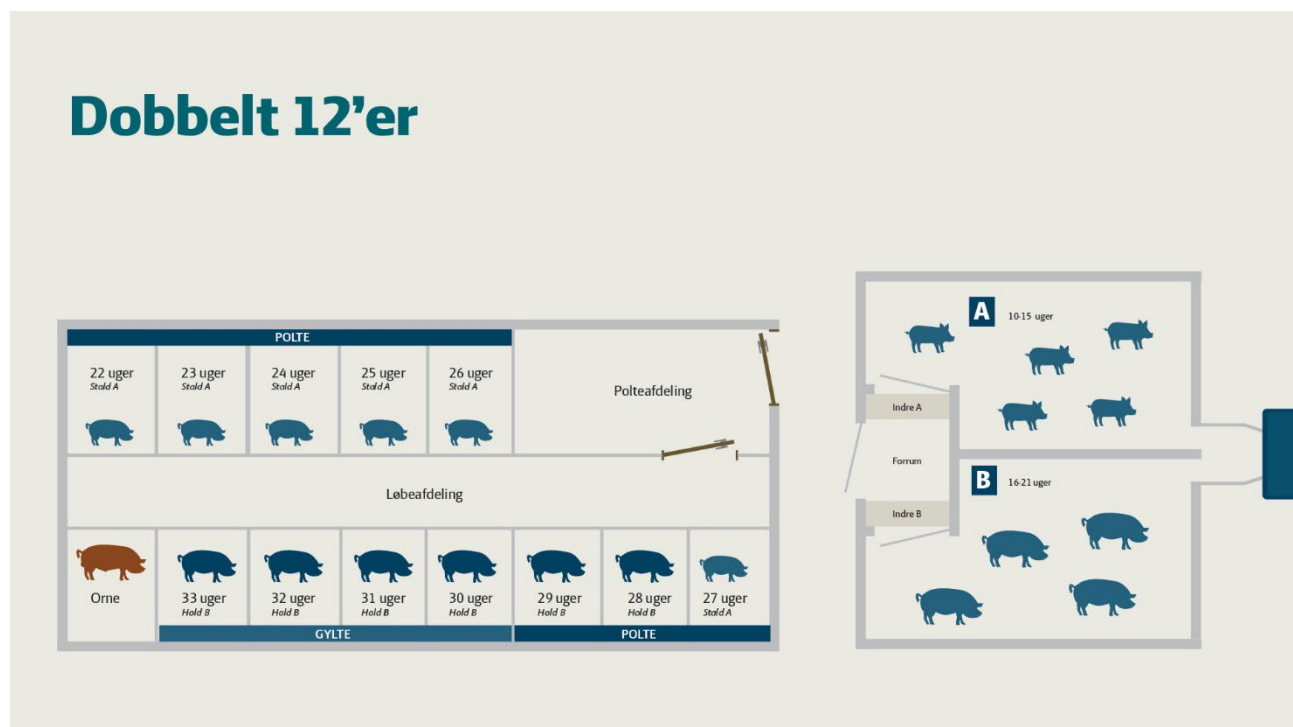 Dobbelt 12'er
POLTE
22 uger
Stald A
23 uger
Stald A
24 uger
Stald A
25 uger
Stald A
26 uger
Stald A
Polteafdeling
Løbeafdeling
Orne
33 uger
Hold B
32 uger
Hold B
31 uger
Hold B
30 uger
Hold B
29 uger
Hold B
28 uger
Hold B
27 uger
Stald A
GYLTE
POLTE
A
10-15 uger
Indre A
Forrum
Indre B
B
16-21 uger